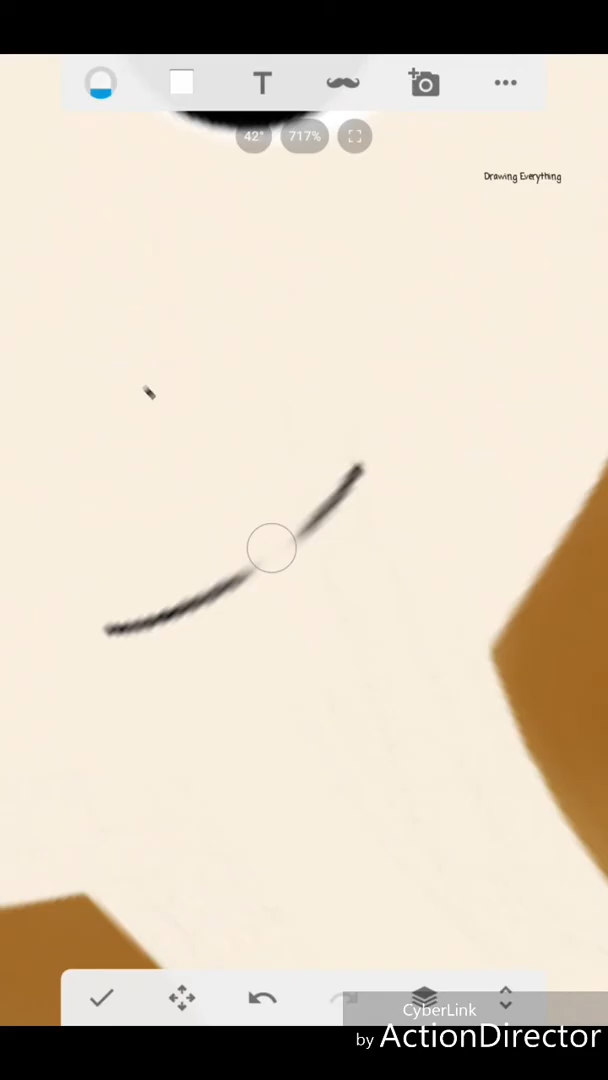 T
42°
717%
Drawing Everything
CyberLink
by ActionDirector